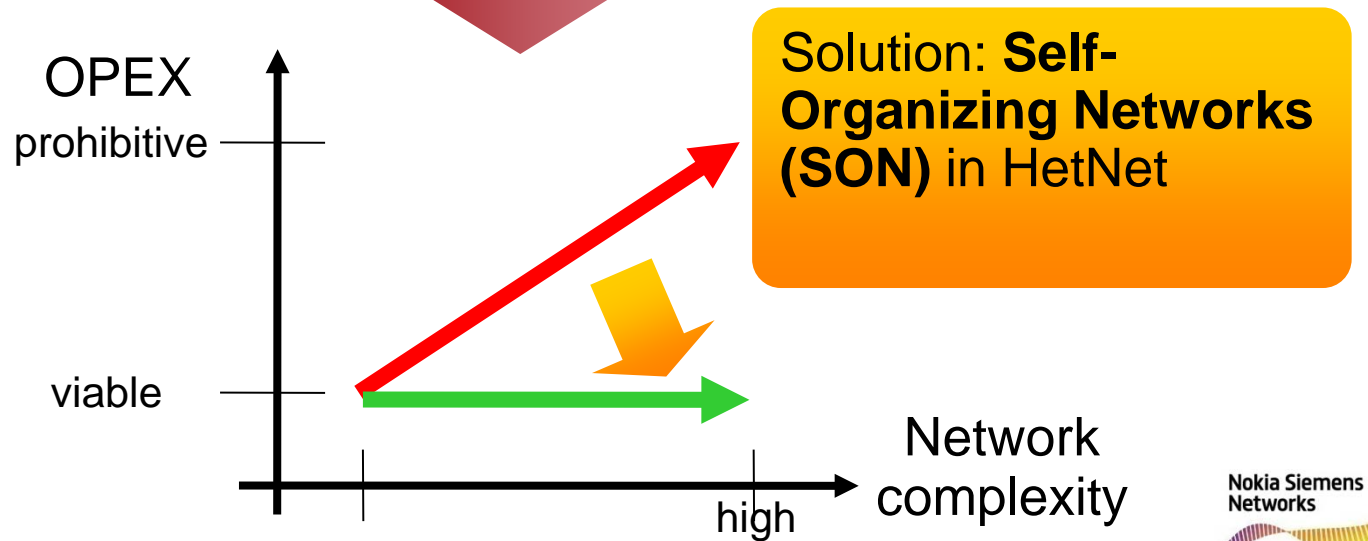 OPEX
prohibitive
viable
Solution: Self-
Organizing Networks
(SON) in HetNet
Network
complexity
high
Nokia Siemens
Networks